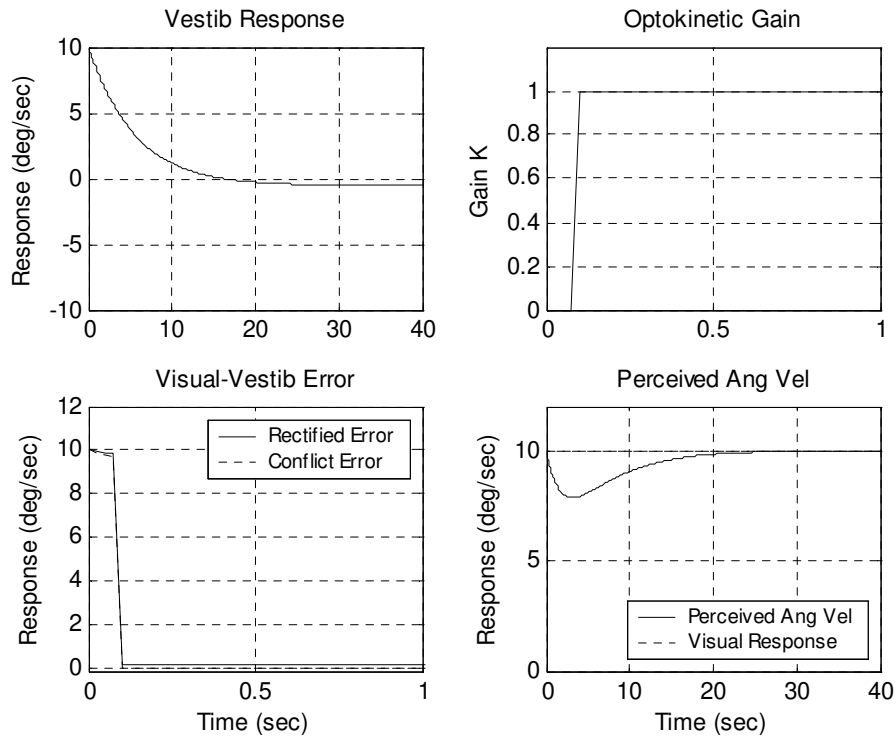 Vestib Response
Response (deg/sec)
10
5
0
-5
-10
0
10
20
30
40
Optokinetic Gain
Gain K
1
0.8
0.6
0.4
0.2
0
0
0.5
1
Visual-Vestib Error
Response (deg/sec)
12
10
8
6
4
2
0
Rectified Error
Conflict Error
0
0.5
1
Time (sec)
Perceived Ang Vel
Response (deg/sec)
10
5
0
Perceived Ang Vel
Visual Response
0
10
20
30
40
Time (sec)